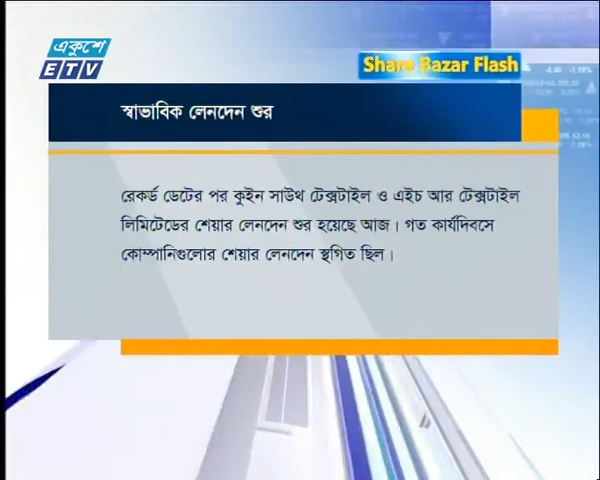 একুশে
ETV
Share Bazar Flash
স্বাভাবিক লেনদেন শুর
রেকর্ড ডেটের পর কুইন সাউথ টেক্সটাইল ও এইচ আর টেক্সটাইল
লিমিটেডের শেয়ার লেনদেন শুর হয়েছে আজ। গত কার্যদিবসে
কোম্পানিগুলোর শেয়ার লেনদেন স্থগিত ছিল।